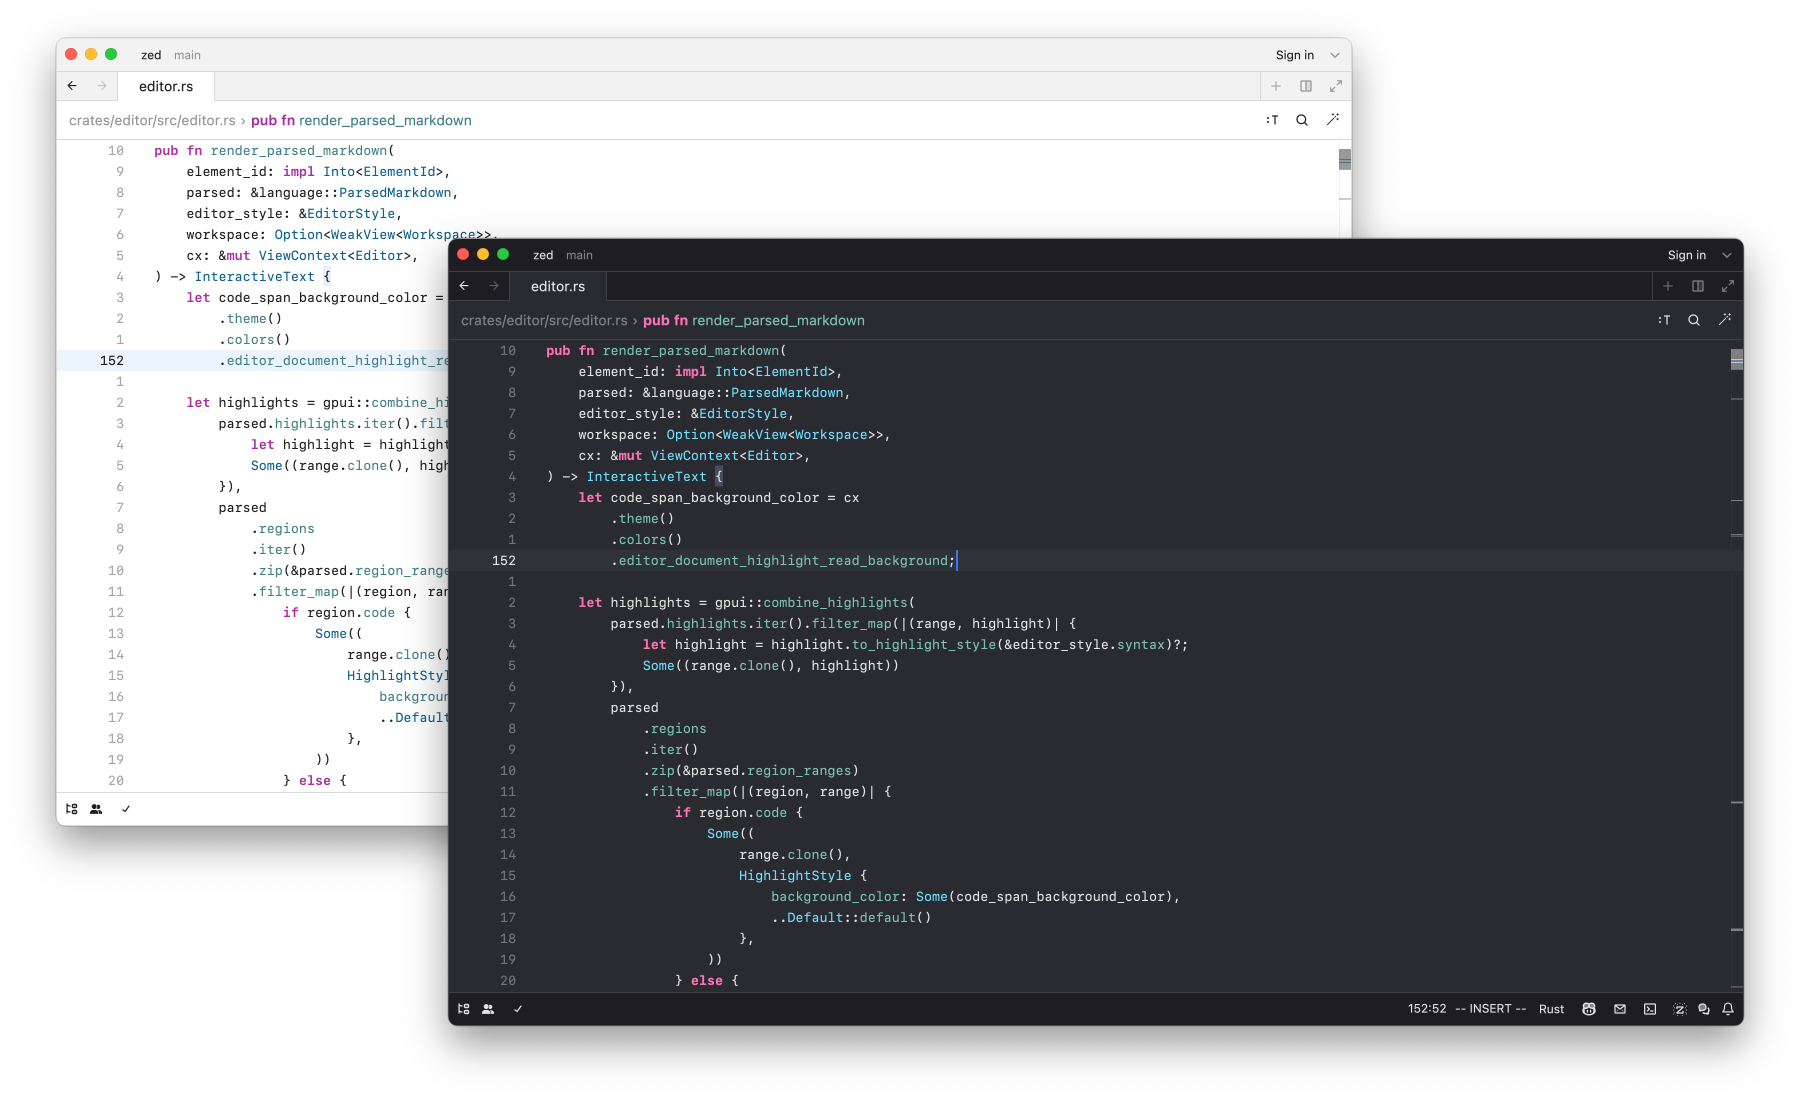 zed main Sign in
editor.rs
crates/editor/src/editor.rs › pub fn render_parsed_markdown
10 pub fn render_parsed_markdown(
9 element_id: impl Into<ElementId>,
8 parsed: &language::ParsedMarkdown,
7 editor_style: &EditorStyle,
6 workspace: Option<WeakView<Workspace>>,
5 cx: &mut ViewContext<Editor>,
4 ) -> InteractiveText {
3 let code_span_background_color =
2 .theme()
1 .colors()
152 .editor_document_highlight_re
1
2 let highlights = gpui::combine_hi
3 parsed.highlights.iter().filt
4 let highlight = highlight
5 Some((range.clone(), high
6 }),
7 parsed
8 .regions
9 .iter()
10 .zip(&parsed.region_range
11 .filter_map(|(region, ran
12 if region.code {
13 Some((
14 range.clone()
15 HighlightStyl
16 backgroun
17 ..Default
18 },
19 ))
20 } else {
zed main Sign in
editor.rs
crates/editor/src/editor.rs › pub fn render_parsed_markdown
10 pub fn render_parsed_markdown(
9 element_id: impl Into<ElementId>,
8 parsed: &language::ParsedMarkdown,
7 editor_style: &EditorStyle,
6 workspace: Option<WeakView<Workspace>>,
5 cx: &mut ViewContext<Editor>,
4 ) -> InteractiveText {
3 let code_span_background_color = cx
2 .theme()
1 .colors()
152 .editor_document_highlight_read_background;
1
2 let highlights = gpui::combine_highlights(
3 parsed.highlights.iter().filter_map(|(range, highlight)| {
4 let highlight = highlight.to_highlight_style(&editor_style.syntax)?;
5 Some((range.clone(), highlight))
6 }),
7 parsed
8 .regions
9 .iter()
10 .zip(&parsed.region_ranges)
11 .filter_map(|(region, range)| {
12 if region.code {
13 Some((
14 range.clone(),
15 HighlightStyle {
16 background_color: Some(code_span_background_color),
17 ..Default::default()
18 },
19 ))
20 } else {
152:52 -- INSERT -- Rust